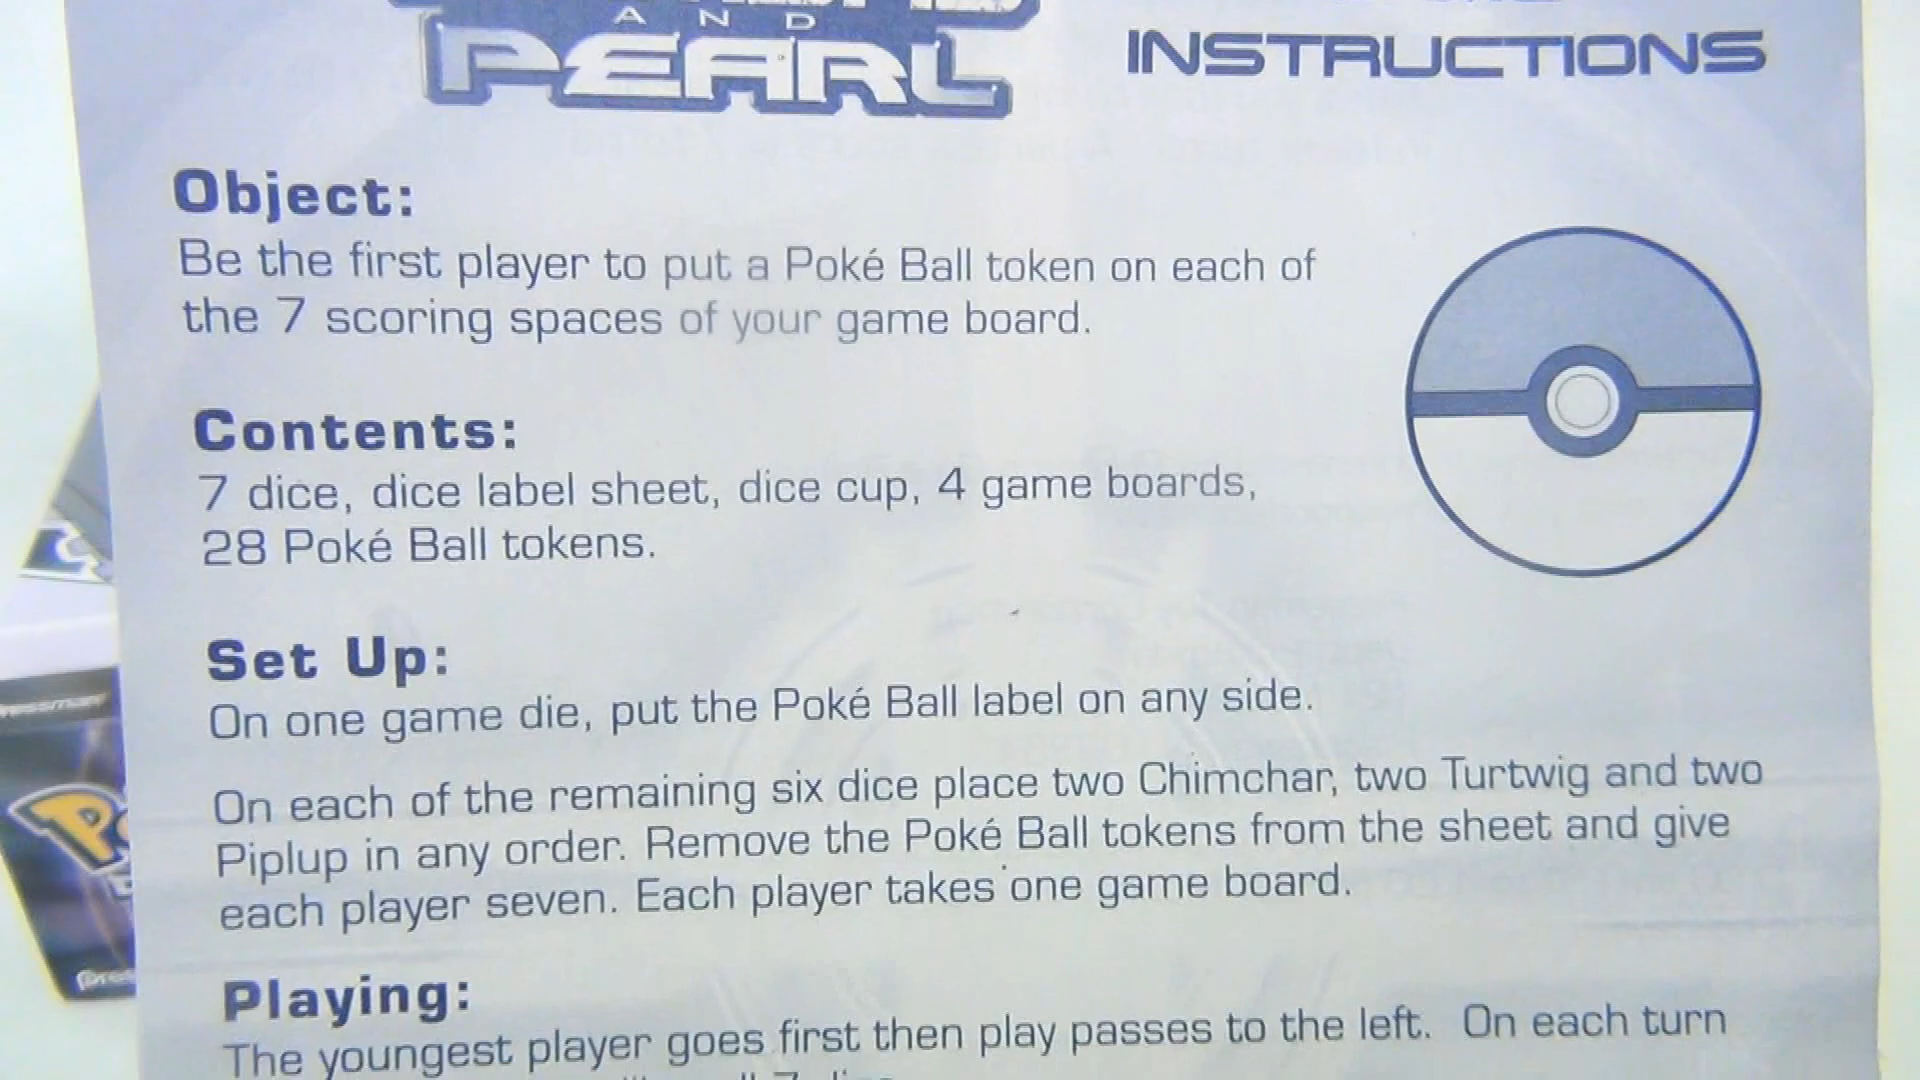 AND
PEARL
INSTRUCTIONS
Object:
Be the first player to put a Poké Ball token on each of
the 7 scoring spaces of your game board.
Contents:
7 dice, dice label sheet, dice cup, 4 game boards,
28 Poké Ball tokens.
Set Up:
On one game die, put the Poké Ball label on any side.
On each of the remaining six dice place two Chimchar, two Turtwig and two
Piplup in any order. Remove the Poké Ball tokens from the sheet and give
each player seven. Each player takes one game board.
Playing:
The youngest player goes first then play passes to the left. On each turn